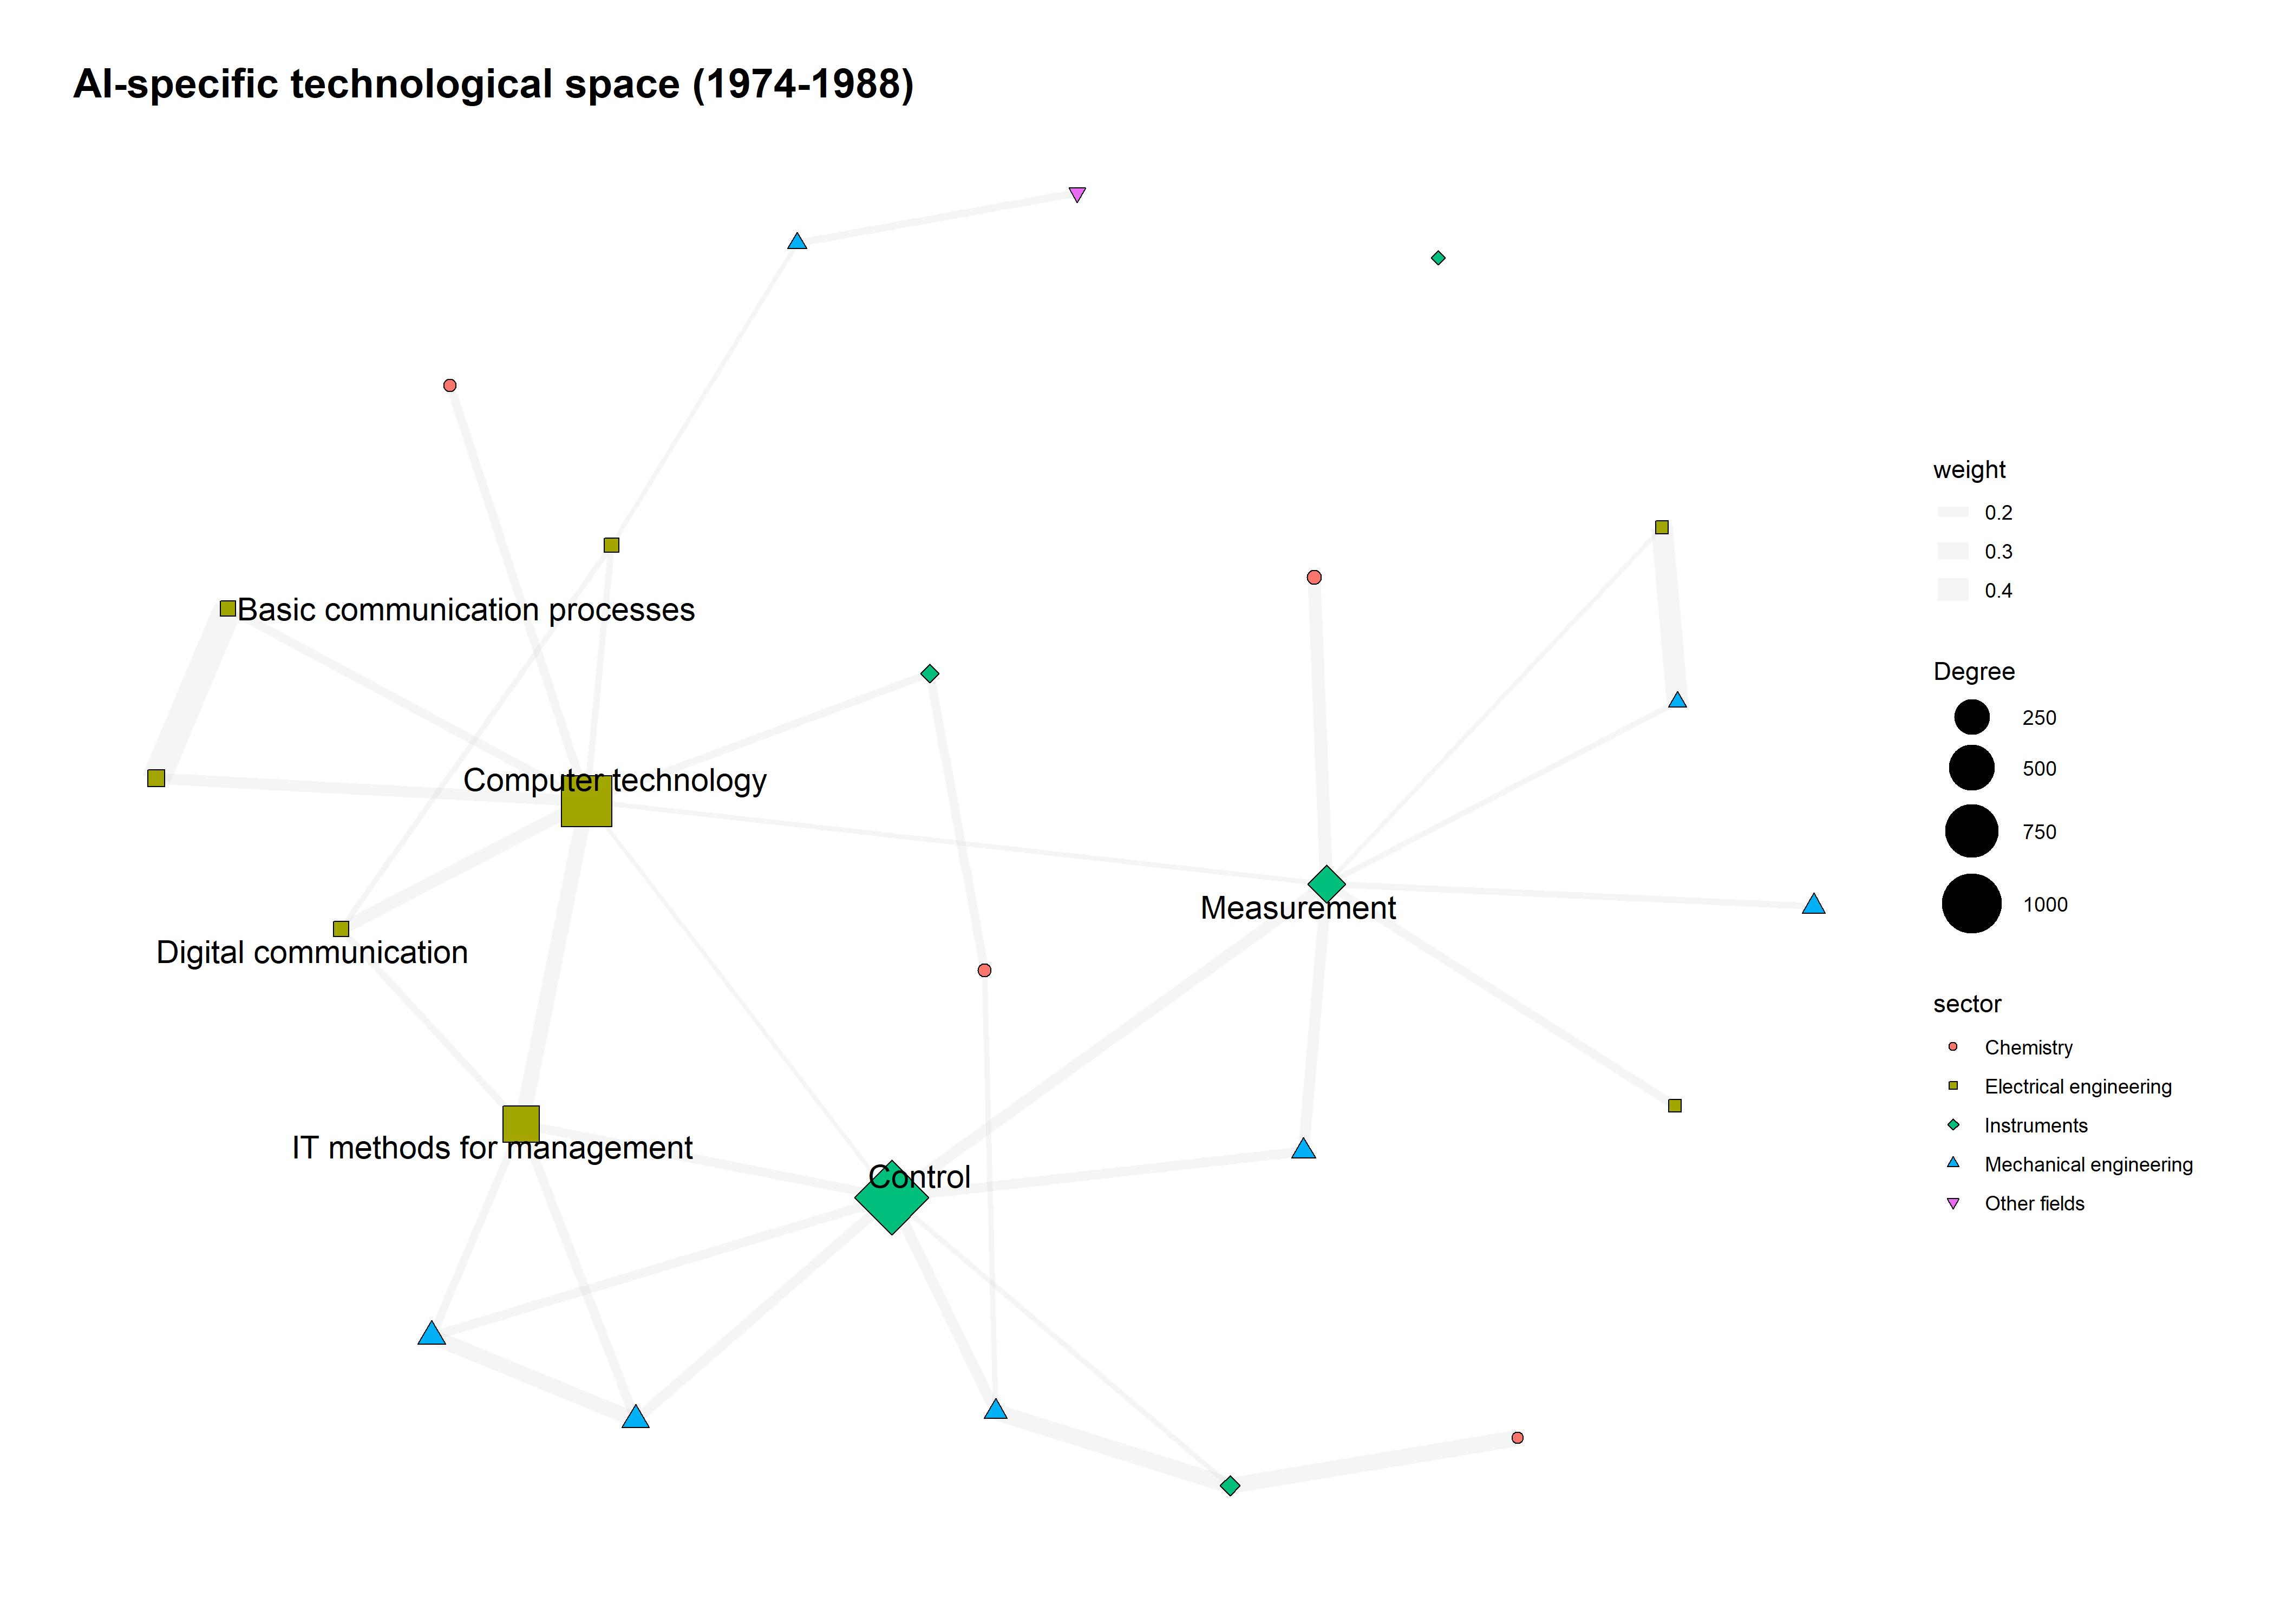 AI-specific technological space (1974-1988)
Basic communication processes
Computer technology
Digital communication
Measurement
IT methods for management
Control
weight
0.2
0.3
0.4
Degree
250
500
750
1000
sector
Chemistry
Electrical engineering
Instruments
Mechanical engineering
Other fields